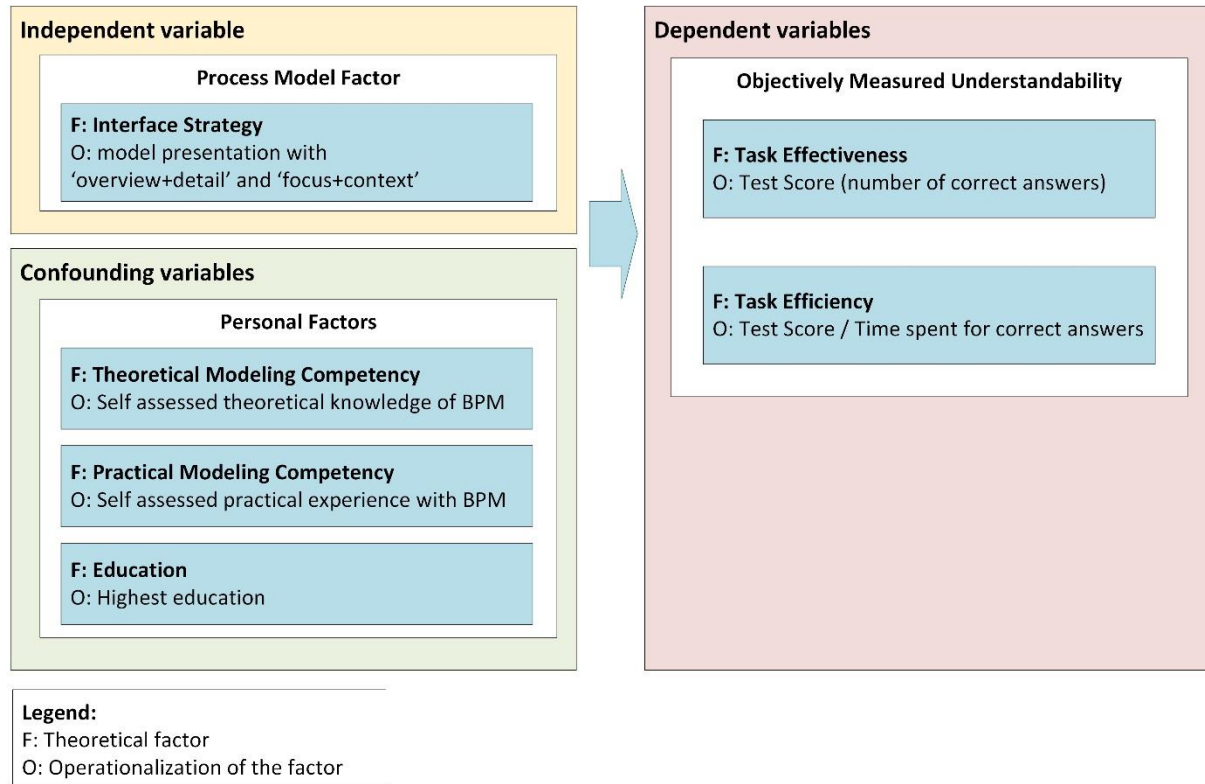 Independent variable
Process Model Factor
F: Interface Strategy
O: model presentation with
‘overview+detail’ and ‘focus+context’
Confounding variables
Personal Factors
F: Theoretical Modeling Competency
O: Self assessed theoretical knowledge of BPM
F: Practical Modeling Competency
O: Self assessed practical experience with BPM
F: Education
O: Highest education
Dependent variables
Objectively Measured Understandability
F: Task Effectiveness
O: Test Score (number of correct answers)
F: Task Efficiency
O: Test Score / Time spent for correct answers
Legend:
F: Theoretical factor
O: Operationalization of the factor